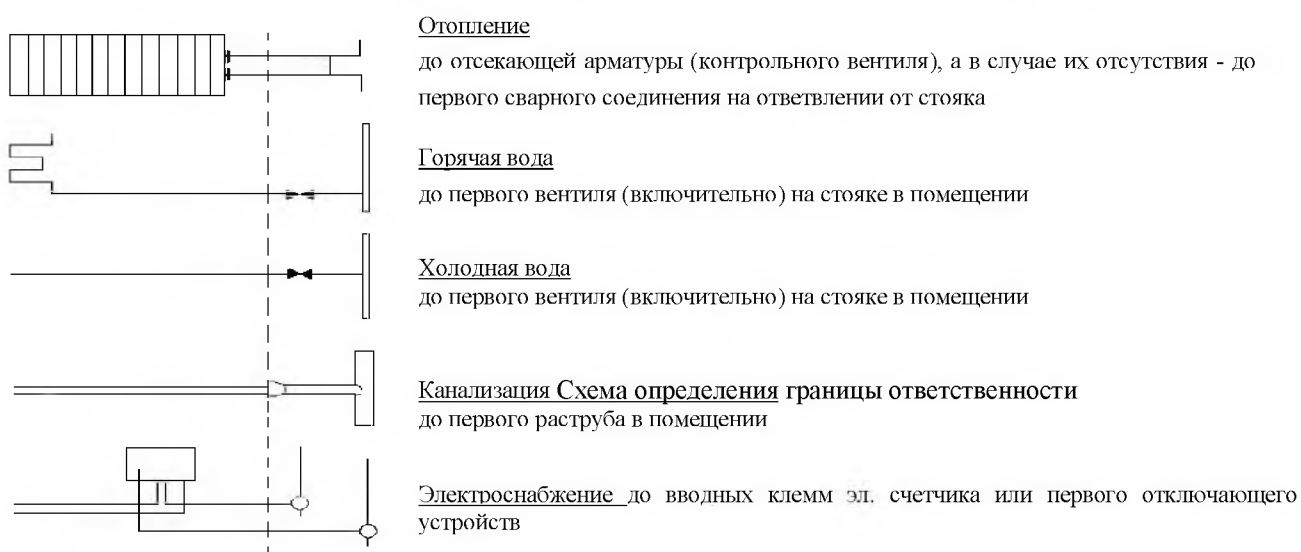 Отопление
до отсекающей арматуры (контрольного вентиля), а в случае их отсутствия - до
первого сварного соединения на ответвлении от стояка
Горячая вода
до первого вентиля (включительно) на стояке в помещении
Холодная вода
до первого вентиля (включительно) на стояке в помещении
Канализация Схема определения границы ответственности
до первого раструба в помещении
Электроснабжение до вводных клемм эл. счетчика или первого отключающего
устройств